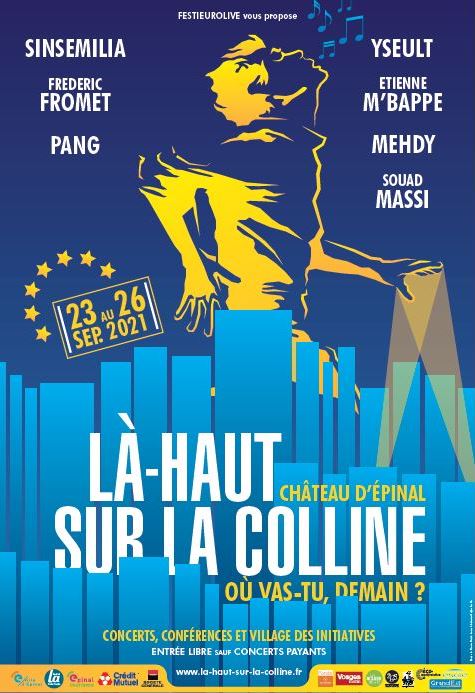 FESTIEUROLIVE vous propose
SINSEMILIA
FREDERIC
FROMET
PANG
YSEULT
ETIENNE
M'BAPPE
MEHDY
SOUAD
MASSI
23 AU 26
SEP. 2021
LÀ-HAUT
CHÂTEAU D'ÉPINAL
SUR LA COLLINE
OÙ VAS-TU, DEMAIN ?
CONCERTS, CONFÉRENCES ET VILLAGE DES INITIATIVES
ENTRÉE LIBRE SAUF CONCERTS PAYANTS
Crédit
Mutuel
www.la-haut-sur-la-colline.fr
Vosges
GrandEst